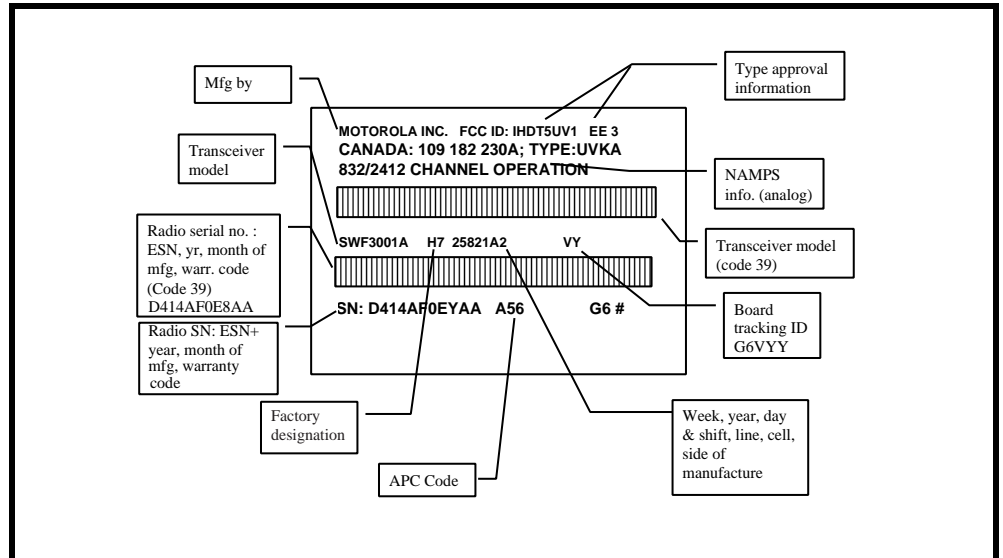 Mfg by
Type approval
information
MOTOROLA INC. FCC ID: IHDT5UV1 EE 3
CANADA: 109 182 230A; TYPE:UVKA
832/2412 CHANNEL OPERATION
Transceiver
model
NAMPS
info. (analog)
Radio serial no. :
ESN, yr, month of
mfg, warr. code
(Code 39)
D414AF0E8AA
SWF3001A H7 25821A2 VY
Transceiver model
(code 39)
SN: D414AF0EYAA A56 G6 #
Radio SN: ESN+
year, month of
mfg, warranty
code
Board
tracking ID
G6VYY
Factory
designation
Week, year, day
& shift, line, cell,
side of
manufacture
APC Code